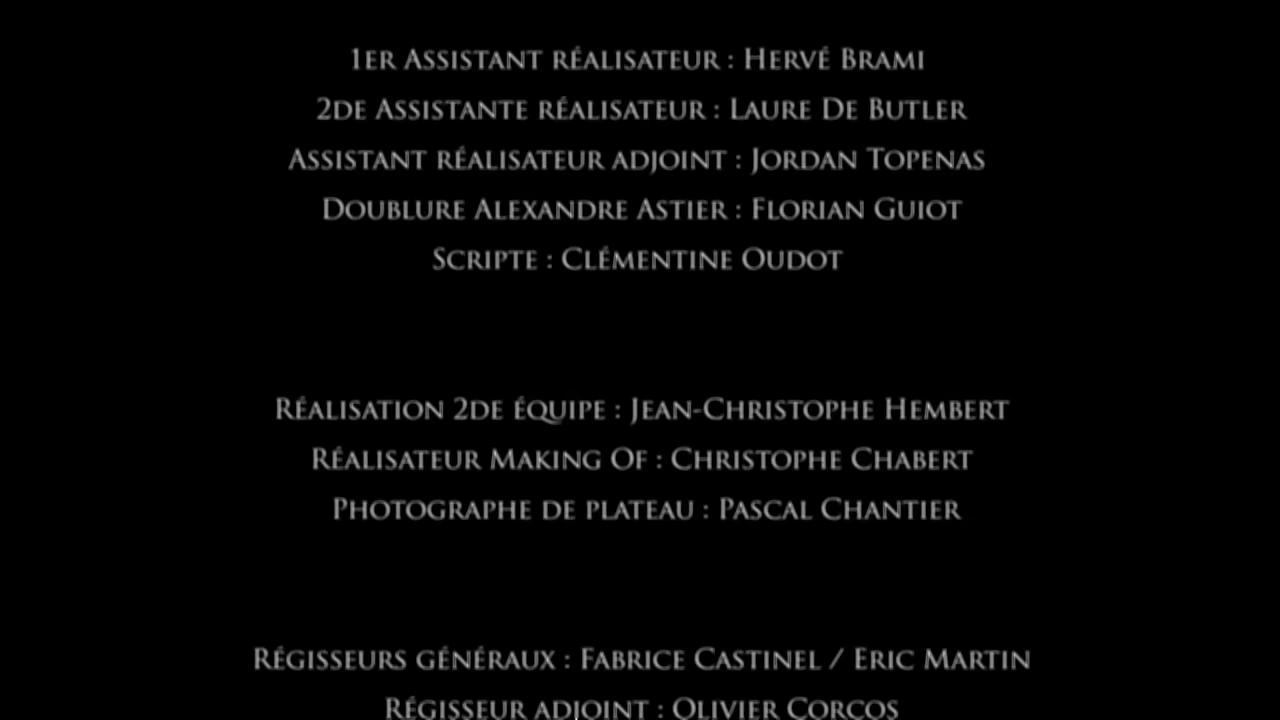 1er Assistant réalisateur : Hervé Brami
2de Assistante réalisateur : Laure De Butler
Assistant réalisateur adjoint : Jordan Topenas
Doublure Alexandre Astier : Florian Guiot
Scripte : Clémentine Oudot
Réalisation 2de équipe : Jean-Christophe Hembert
Réalisateur Making Of : Christophe Chabert
Photographe de plateau : Pascal Chantier
Régisseurs généraux : Fabrice Castinel / Eric Martin
Régisseur adjoint : Olivier Corcos